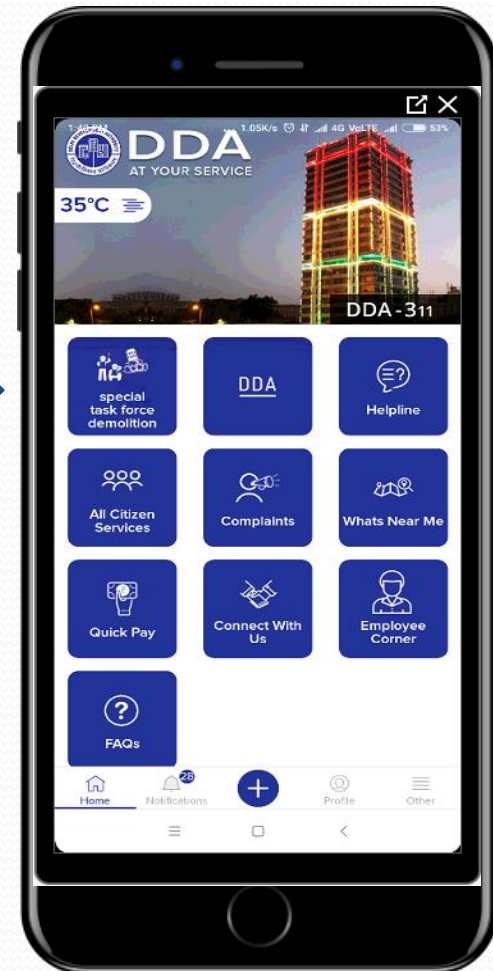 1.05K/s 4G VoLTE 53%
DDA
AT YOUR SERVICE
35°C
DDA-311
special
task force
demolition
DDA
Helpline
All Citizen
Services
Complaints
Whats Near Me
Quick Pay
Connect With
Us
Employee
Corner
FAQs
28
Home
Notifications
Profile
Other